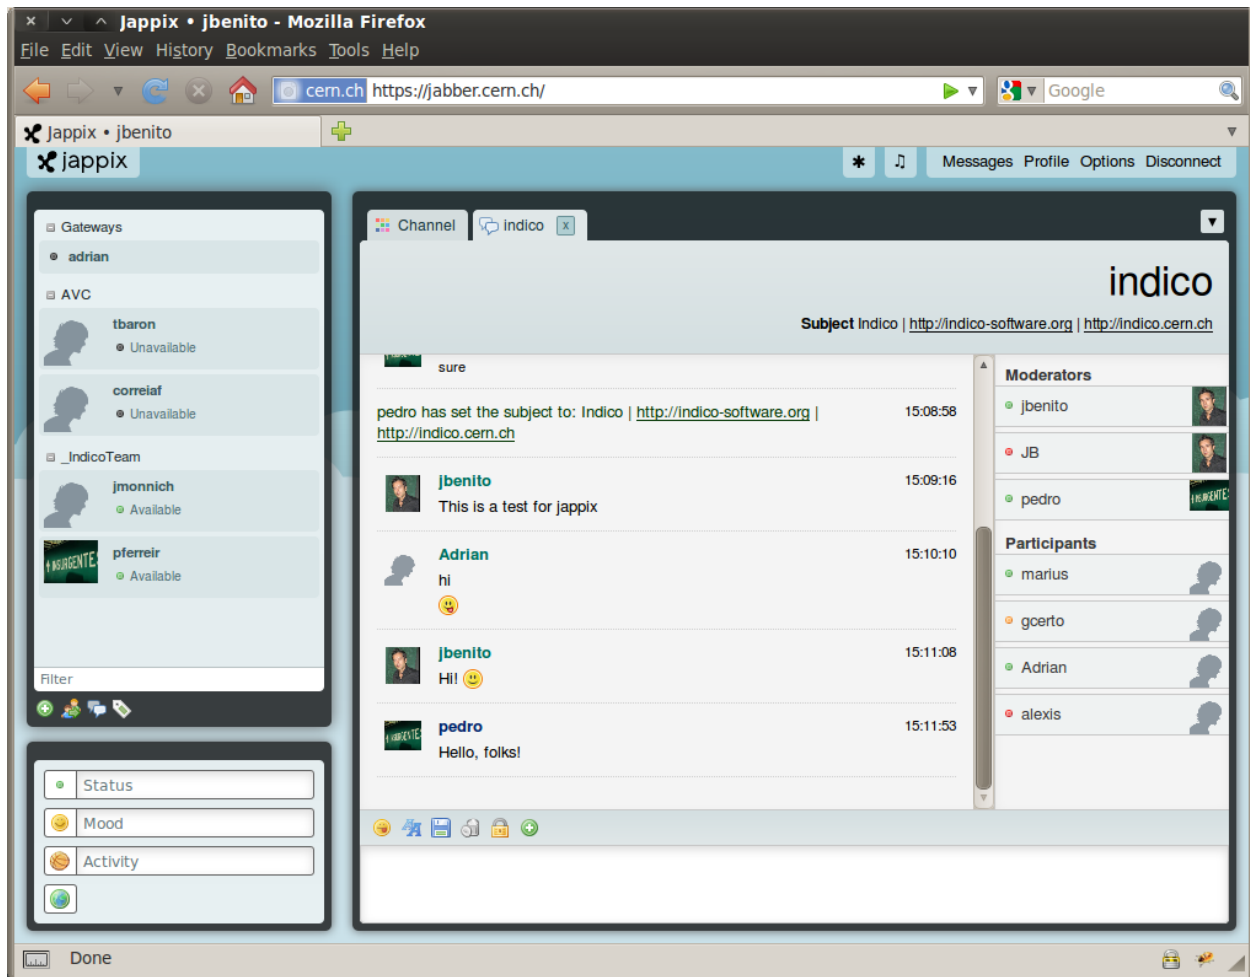 Jappix • jbenito - Mozilla Firefox
File Edit View History Bookmarks Tools Help
cern.ch https://jabber.cern.ch/
Google
Jappix • jbenito
jappix
Messages Profile Options Disconnect
Gateways
adrian
AVC
tbaron
Unavailable
correiaf
Unavailable
_IndicoTeam
jmonnich
Available
pferreir
Available
Filter
Status
Mood
Activity
Channel
indico x
indico
Subject Indico | http://indico-software.org | http://indico.cern.ch
sure
pedro has set the subject to: Indico | http://indico-software.org | 15:08:58
http://indico.cern.ch
jbenito 15:09:16
This is a test for jappix
Adrian 15:10:10
hi
jbenito 15:11:08
Hi!
pedro 15:11:53
Hello, folks!
Moderators
jbenito
JB
pedro
Participants
marius
gcerto
Adrian
alexis
Done